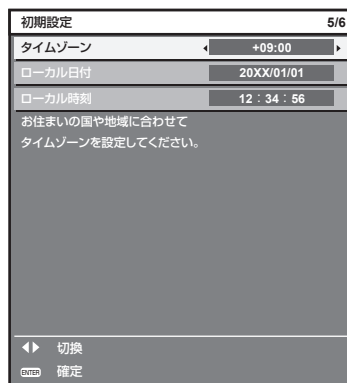 初期設定 5/6
タイムゾーン +09:00
ローカル日付 20XX/01/01
ローカル時刻 12：34：56
お住まいの国や地域に合わせて
タイムゾーンを設定してください。
切換
ENTER 確定